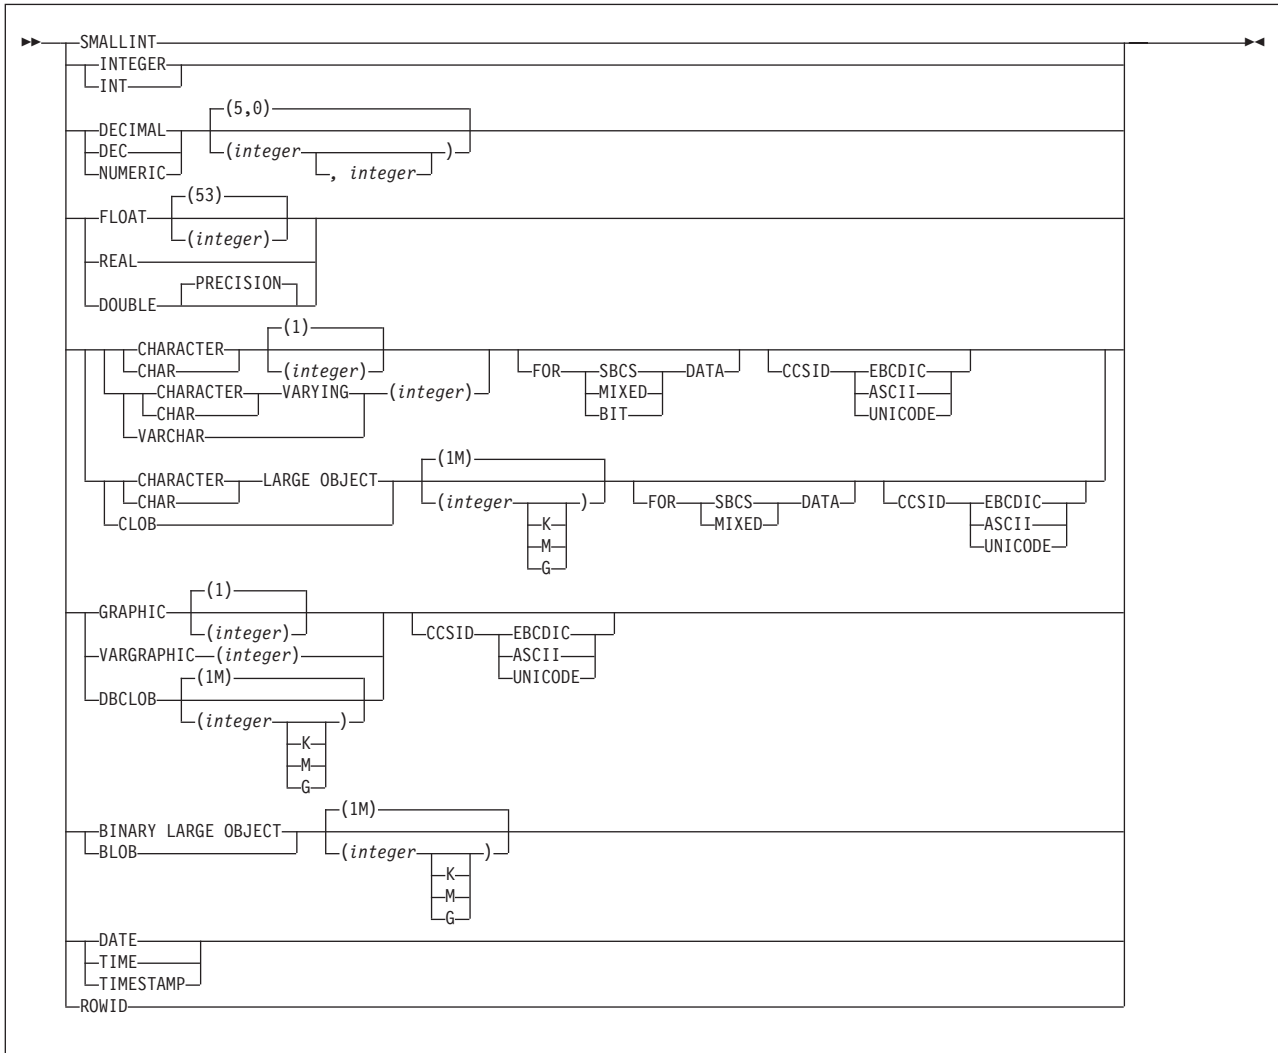 SMALLINT
INTEGER
INT
(5,0)
DECIMAL
DEC (integer )
NUMERIC , integer
(53)
FLOAT
(integer)
REAL
PRECISION
DOUBLE
(1)
CHARACTER
CHAR (integer) FOR SBCS DATA CCSID EBCDIC
CHARACTER VARYING (integer) MIXED ASCII
CHAR BIT UNICODE
VARCHAR
(1M)
CHARACTER LARGE OBJECT
CHAR (integer ) FOR SBCS DATA CCSID EBCDIC
CLOB K MIXED ASCII
M UNICODE
G
(1)
GRAPHIC
(integer) CCSID EBCDIC
VARGRAPHIC (integer) ASCII
(1M) UNICODE
DBCLOB
(integer )
K
M
G
(1M)
BINARY LARGE OBJECT
BLOB (integer )
K
M
G
DATE
TIME
TIMESTAMP
ROWID